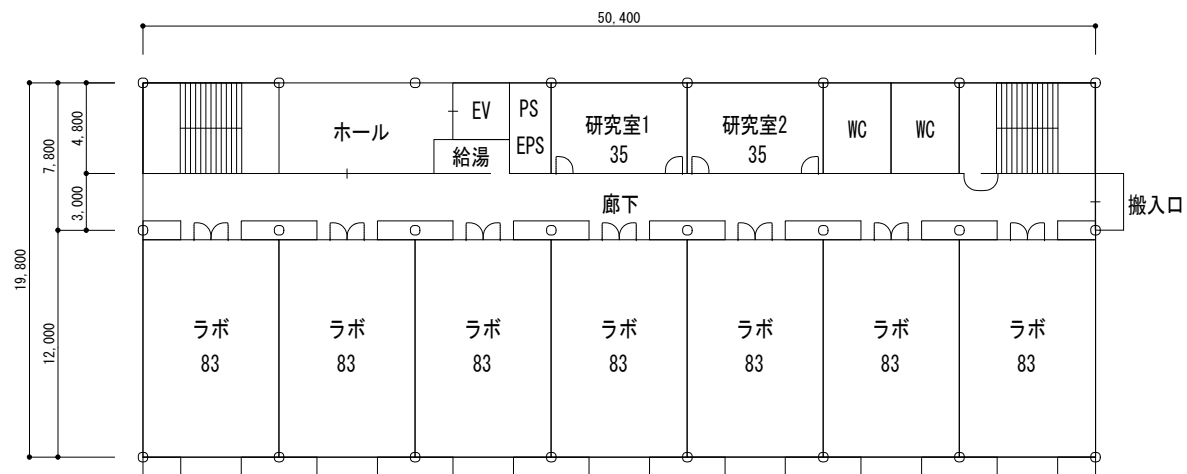 50,400
19,800
7,800
4,800
3,000
12,000
ホール
EV
給湯
PS
EPS
研究室1
35
研究室2
35
WC
WC
廊下
搬入口
ラボ
83
ラボ
83
ラボ
83
ラボ
83
ラボ
83
ラボ
83
ラボ
83